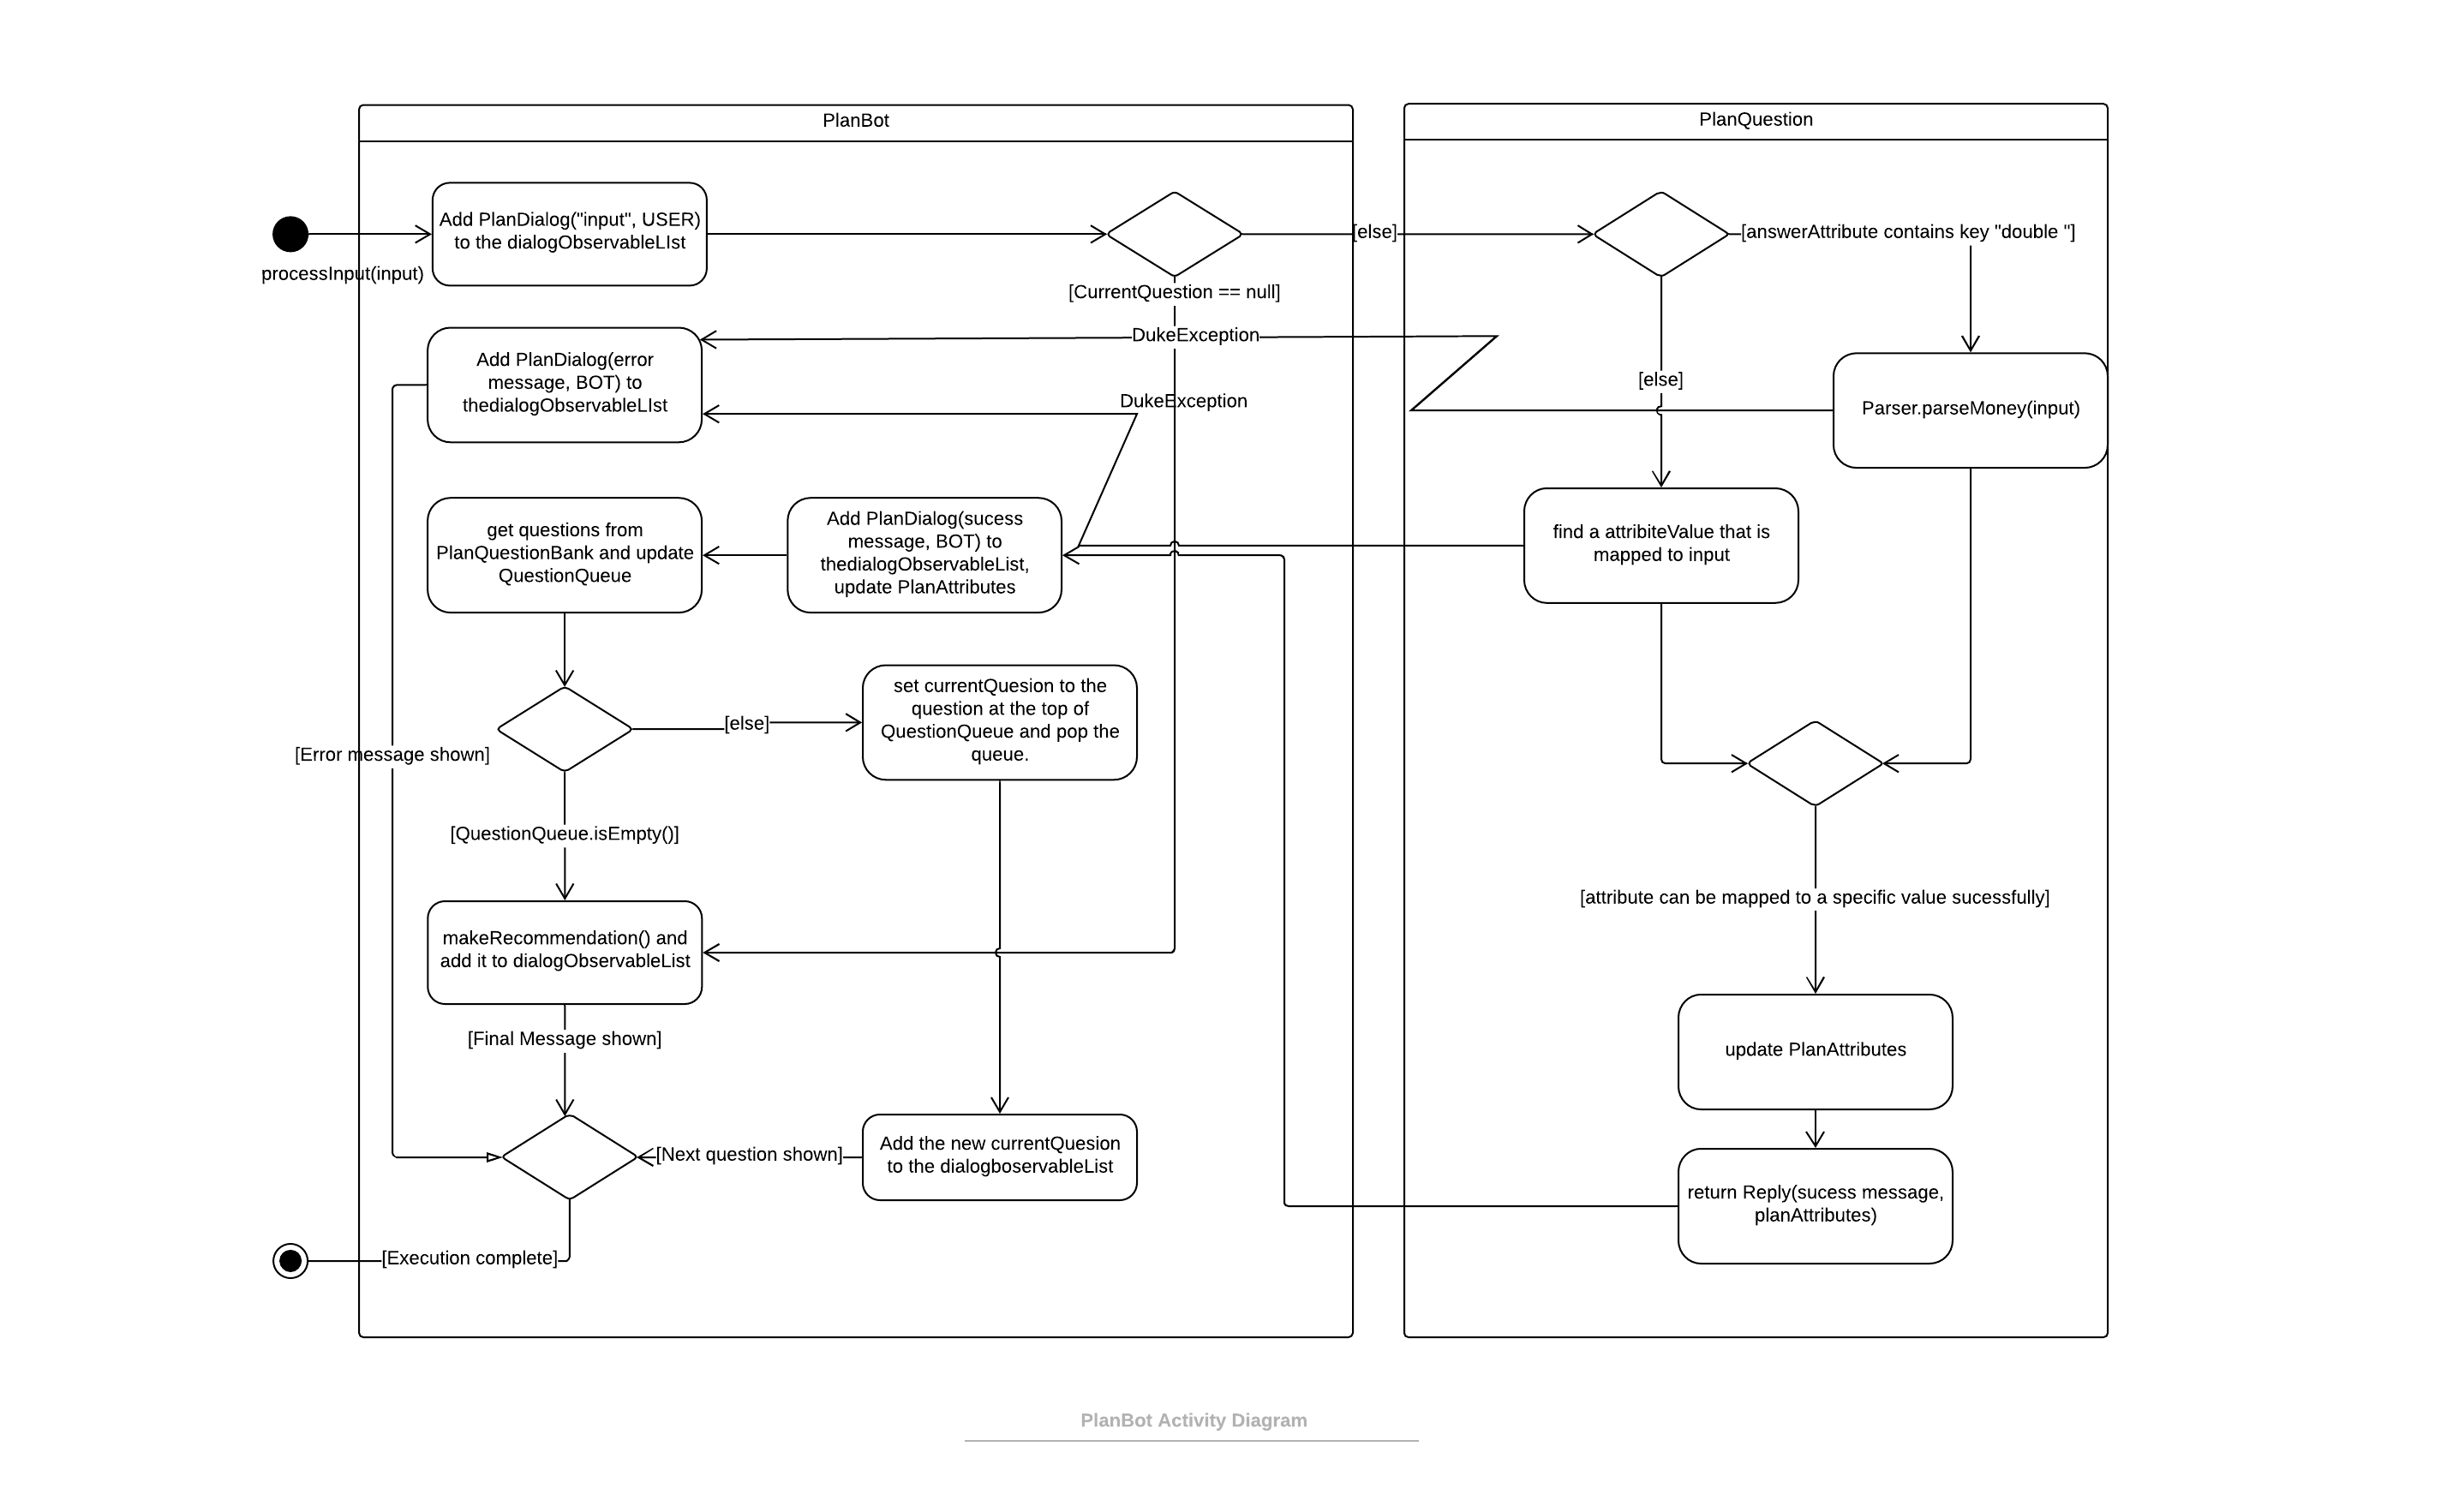 PlanBot
PlanQuestion
Add PlanDialog("input", USER)
to the dialogObservableLIst
processInput(input)
[else]
[answerAttribute contains key "double "]
[CurrentQuestion == null]
DukeException
Add PlanDialog(error
message, BOT) to
thedialogObservableLIst
DukeException
[else]
Parser.parseMoney(input)
get questions from
PlanQuestionBank and update
QuestionQueue
Add PlanDialog(sucess
message, BOT) to
thedialogObservableList,
update PlanAttributes
find a attribiteValue that is
mapped to input
[else]
set currentQuesion to the
question at the top of
QuestionQueue and pop the
queue.
[Error message shown]
[QuestionQueue.isEmpty()]
[attribute can be mapped to a specific value sucessfully]
makeRecommendation() and
add it to dialogObservableList
[Final Message shown]
update PlanAttributes
[Next question shown]
Add the new currentQuesion
to the dialogboservableList
return Reply(sucess message,
planAttributes)
[Execution complete]
PlanBot Activity Diagram